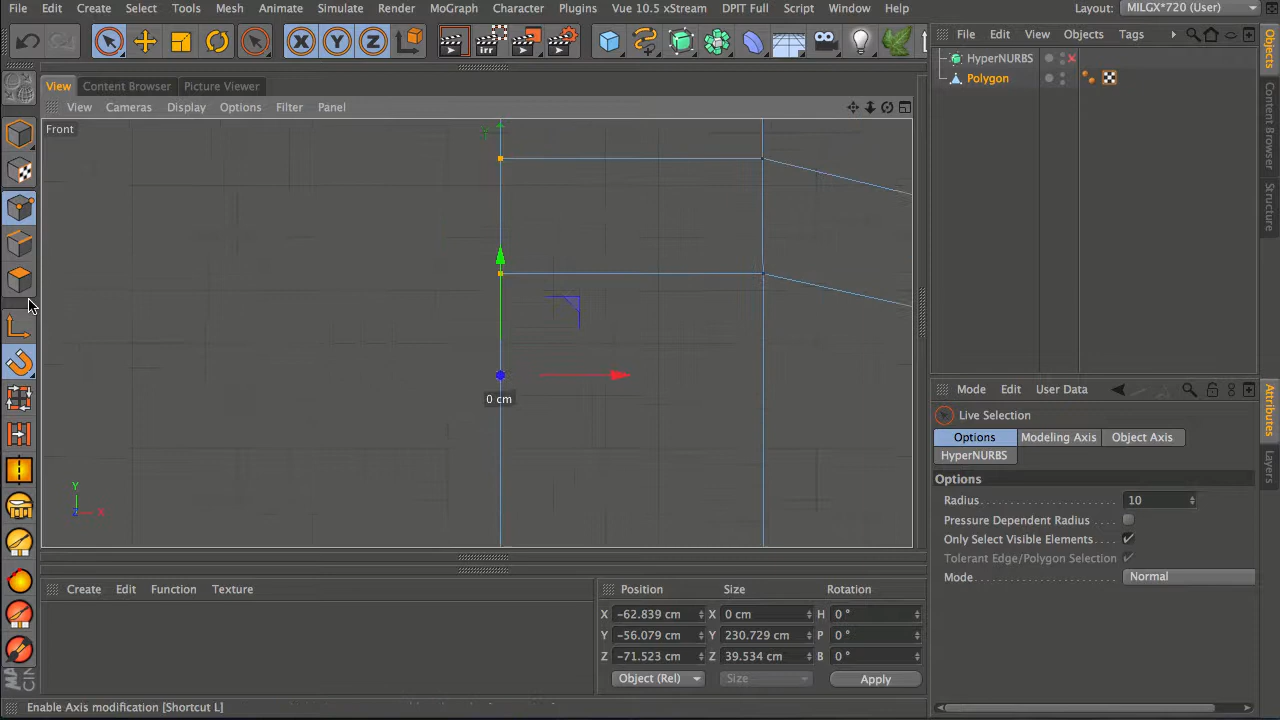 File Edit Create Select Tools Mesh Animate Simulate Render MoGraph Character Plugins Vue 10.5 xStream DPIT Full Script Window Help
Layout: MILGX*720 (User)
X Y Z
irr
View Content Browser Picture Viewer
View Cameras Display Options Filter Panel
Front
0 cm
Y
X
Z
File Edit View Objects Tags
HyperNURBS
Polygon
Objects
Content Browser
Structure
Mode Edit User Data
Live Selection
Options Modeling Axis Object Axis
HyperNURBS
Options
Radius 10
Pressure Dependent Radius
Only Select Visible Elements
Tolerant Edge/Polygon Selection
Mode Normal
Attributes
Layers
Create Edit Function Texture
Position Size Rotation
X -62.839 cm X 0 cm H 0 °
Y -56.079 cm Y 230.729 cm P 0 °
Z -71.523 cm Z 39.534 cm B 0 °
Object (Rel) Size Apply
Enable Axis modification [Shortcut L]